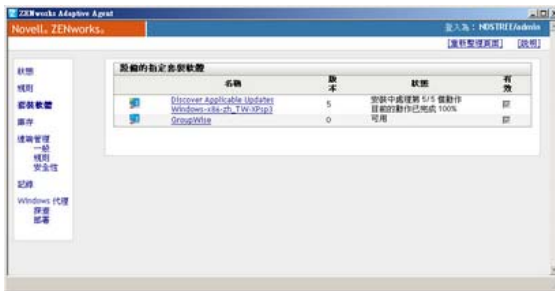 ZENworks Adaptive Agent
Novell® ZENworks®
登入為：HOSTREE/admin
[重新整理頁面] [說明]
狀態
規則
套裝軟體
庫存
遠端管理
一般
規則
安全性
記錄
Windows 代理
探查
部署
設備的指定套裝軟體
名稱 版本 狀態 有效
Discover Applicable Updates Windows-x86-zh_TW-XPsp3 5 安裝中處理第 5/5 個動作 目前的動作已完成 100% 是
GroupWise 0 可用 是